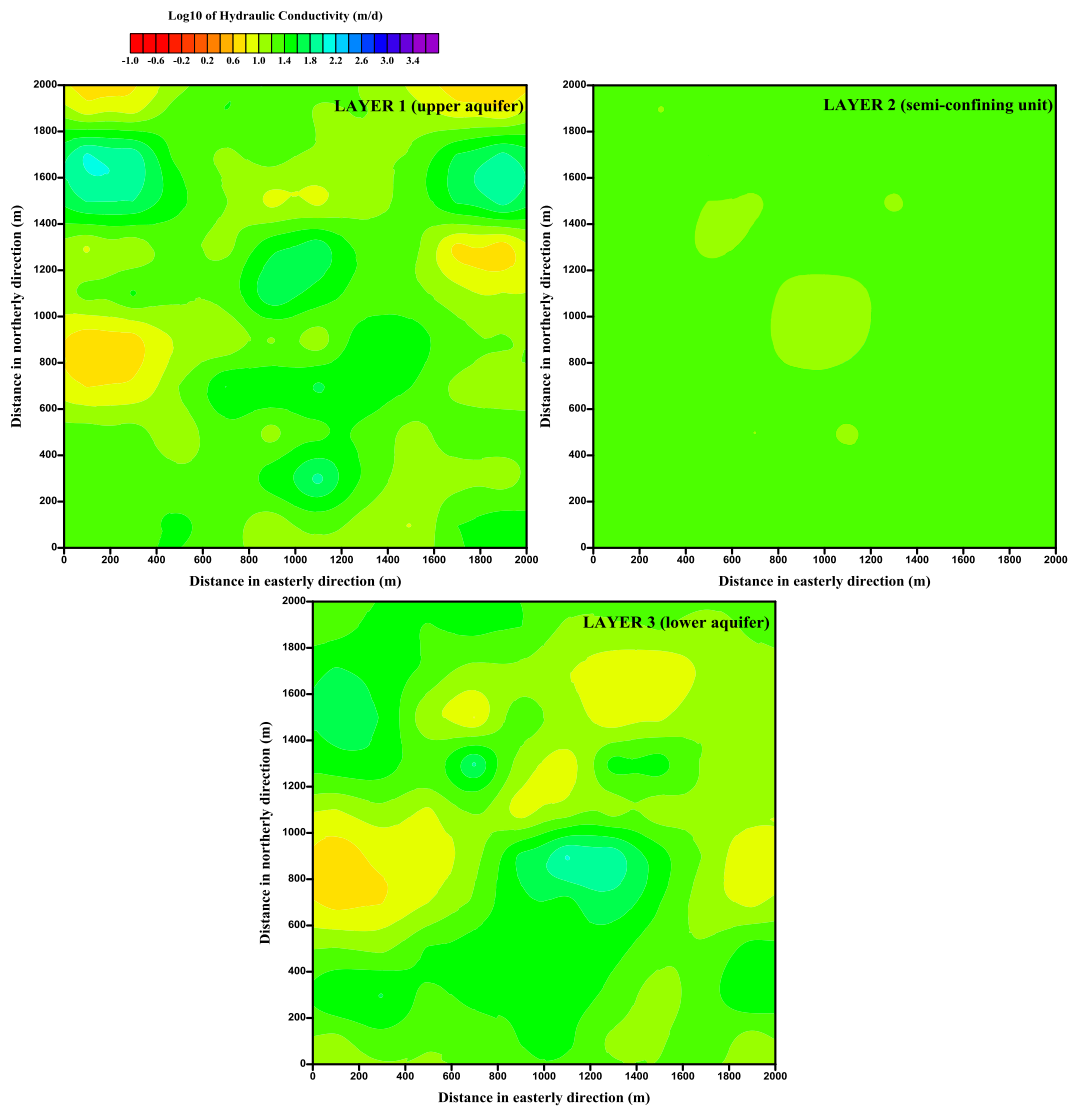 Log10 of Hydraulic Conductivity (m/d)
-1.0 -0.6 -0.2 0.2 0.6 1.0 1.4 1.8 2.2 2.6 3.0 3.4
LAYER 1 (upper aquifer)
2000
1800
1600
1400
1200
1000
800
600
400
200
0
Distance in northerly direction (m)
0 200 400 600 800 1000 1200 1400 1600 1800 2000
Distance in easterly direction (m)
LAYER 2 (semi-confining unit)
2000
1800
1600
1400
1200
1000
800
600
400
200
0
Distance in northerly direction (m)
0 200 400 600 800 1000 1200 1400 1600 1800 2000
Distance in easterly direction (m)
LAYER 3 (lower aquifer)
2000
1800
1600
1400
1200
1000
800
600
400
200
0
Distance in northerly direction (m)
0 200 400 600 800 1000 1200 1400 1600 1800 2000
Distance in easterly direction (m)